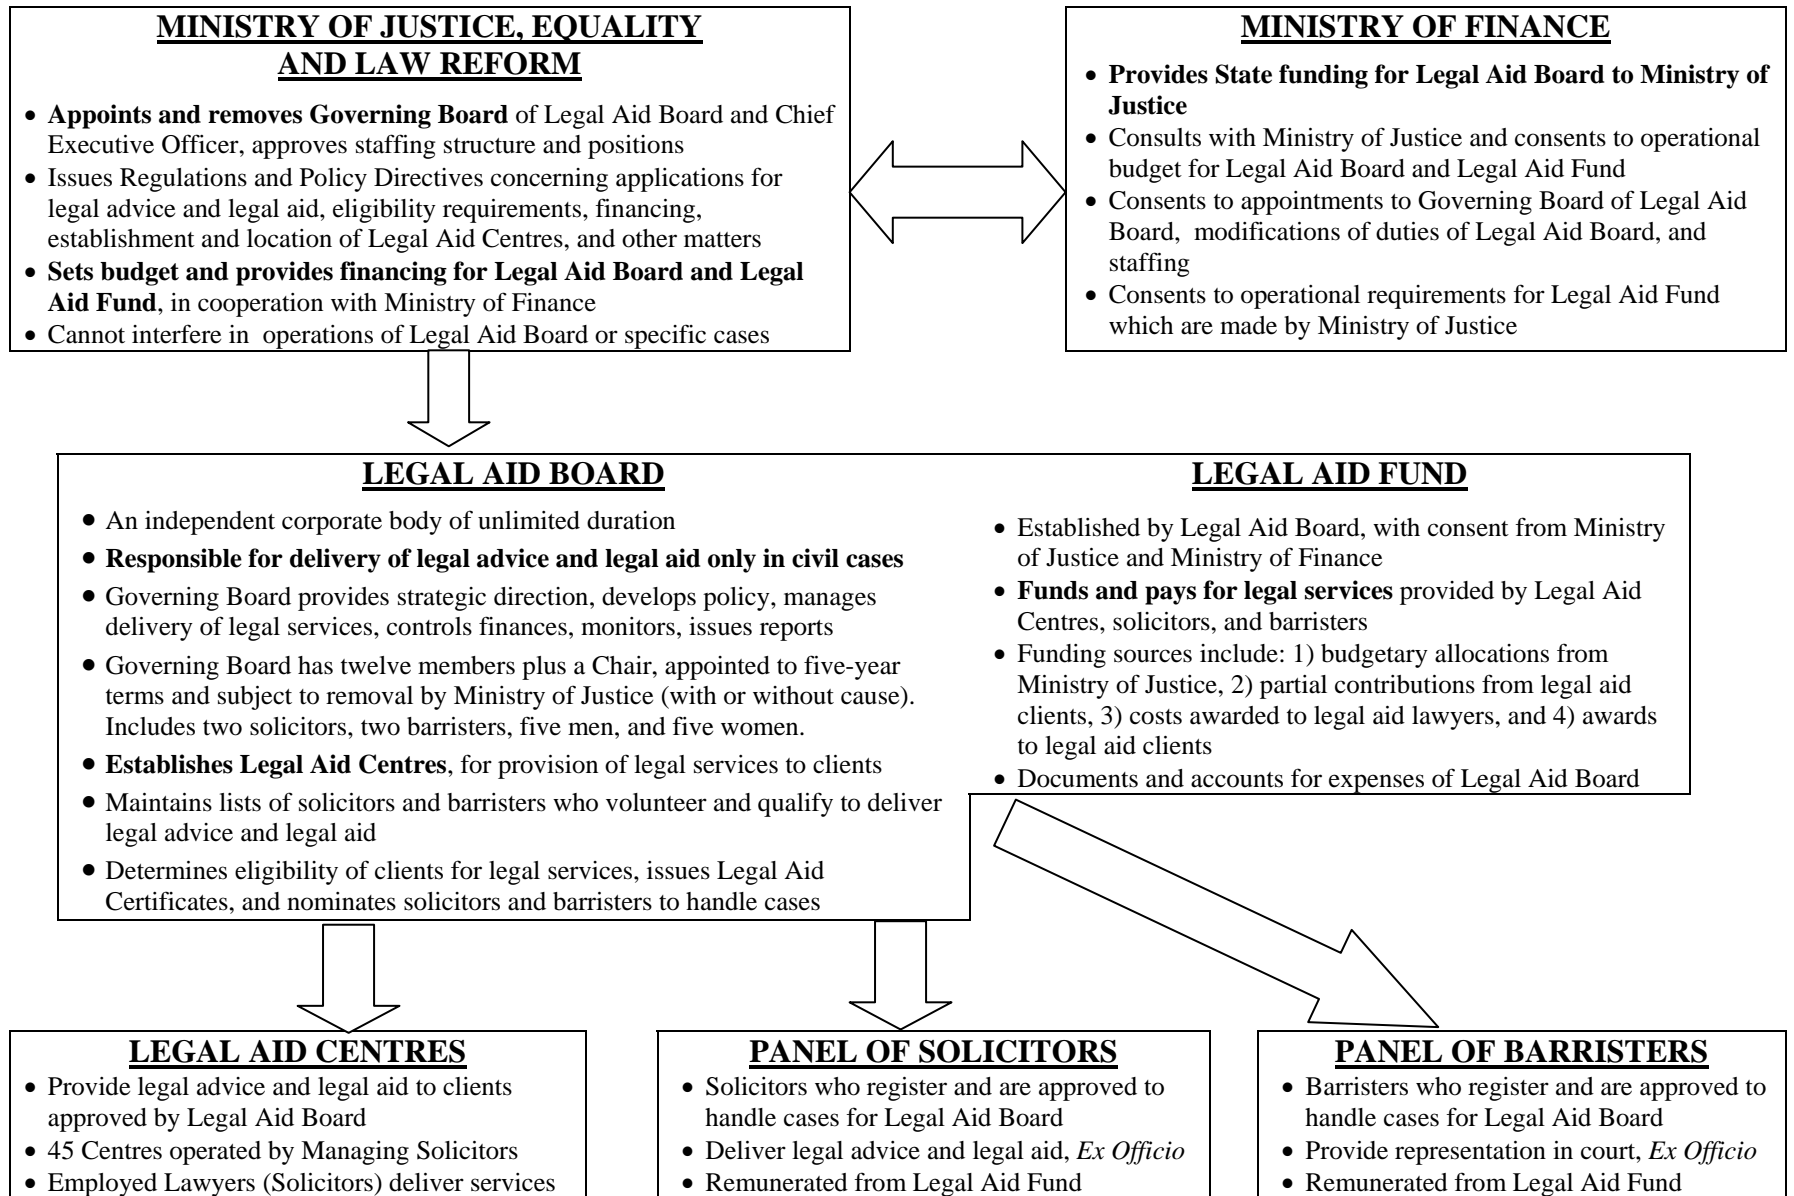 MINISTRY OF JUSTICE, EQUALITY
AND LAW REFORM
• Appoints and removes Governing Board of Legal Aid Board and Chief
Executive Officer, approves staffing structure and positions
• Issues Regulations and Policy Directives concerning applications for
legal advice and legal aid, eligibility requirements, financing,
establishment and location of Legal Aid Centres, and other matters
• Sets budget and provides financing for Legal Aid Board and Legal
Aid Fund, in cooperation with Ministry of Finance
• Cannot interfere in operations of Legal Aid Board or specific cases
MINISTRY OF FINANCE
• Provides State funding for Legal Aid Board to Ministry of
Justice
• Consults with Ministry of Justice and consents to operational
budget for Legal Aid Board and Legal Aid Fund
• Consents to appointments to Governing Board of Legal Aid
Board, modifications of duties of Legal Aid Board, and
staffing
• Consents to operational requirements for Legal Aid Fund
which are made by Ministry of Justice
LEGAL AID BOARD
• An independent corporate body of unlimited duration
• Responsible for delivery of legal advice and legal aid only in civil cases
• Governing Board provides strategic direction, develops policy, manages
delivery of legal services, controls finances, monitors, issues reports
• Governing Board has twelve members plus a Chair, appointed to five-year
terms and subject to removal by Ministry of Justice (with or without cause).
Includes two solicitors, two barristers, five men, and five women.
• Establishes Legal Aid Centres, for provision of legal services to clients
• Maintains lists of solicitors and barristers who volunteer and qualify to deliver
legal advice and legal aid
• Determines eligibility of clients for legal services, issues Legal Aid
Certificates, and nominates solicitors and barristers to handle cases
LEGAL AID FUND
• Established by Legal Aid Board, with consent from Ministry
of Justice and Ministry of Finance
• Funds and pays for legal services provided by Legal Aid
Centres, solicitors, and barristers
• Funding sources include: 1) budgetary allocations from
Ministry of Justice, 2) partial contributions from legal aid
clients, 3) costs awarded to legal aid lawyers, and 4) awards
to legal aid clients
• Documents and accounts for expenses of Legal Aid Board
LEGAL AID CENTRES
• Provide legal advice and legal aid to clients
approved by Legal Aid Board
• 45 Centres operated by Managing Solicitors
• Employed Lawyers (Solicitors) deliver services
PANEL OF SOLICITORS
• Solicitors who register and are approved to
handle cases for Legal Aid Board
• Deliver legal advice and legal aid, Ex Officio
• Remunerated from Legal Aid Fund
PANEL OF BARRISTERS
• Barristers who register and are approved to
handle cases for Legal Aid Board
• Provide representation in court, Ex Officio
• Remunerated from Legal Aid Fund